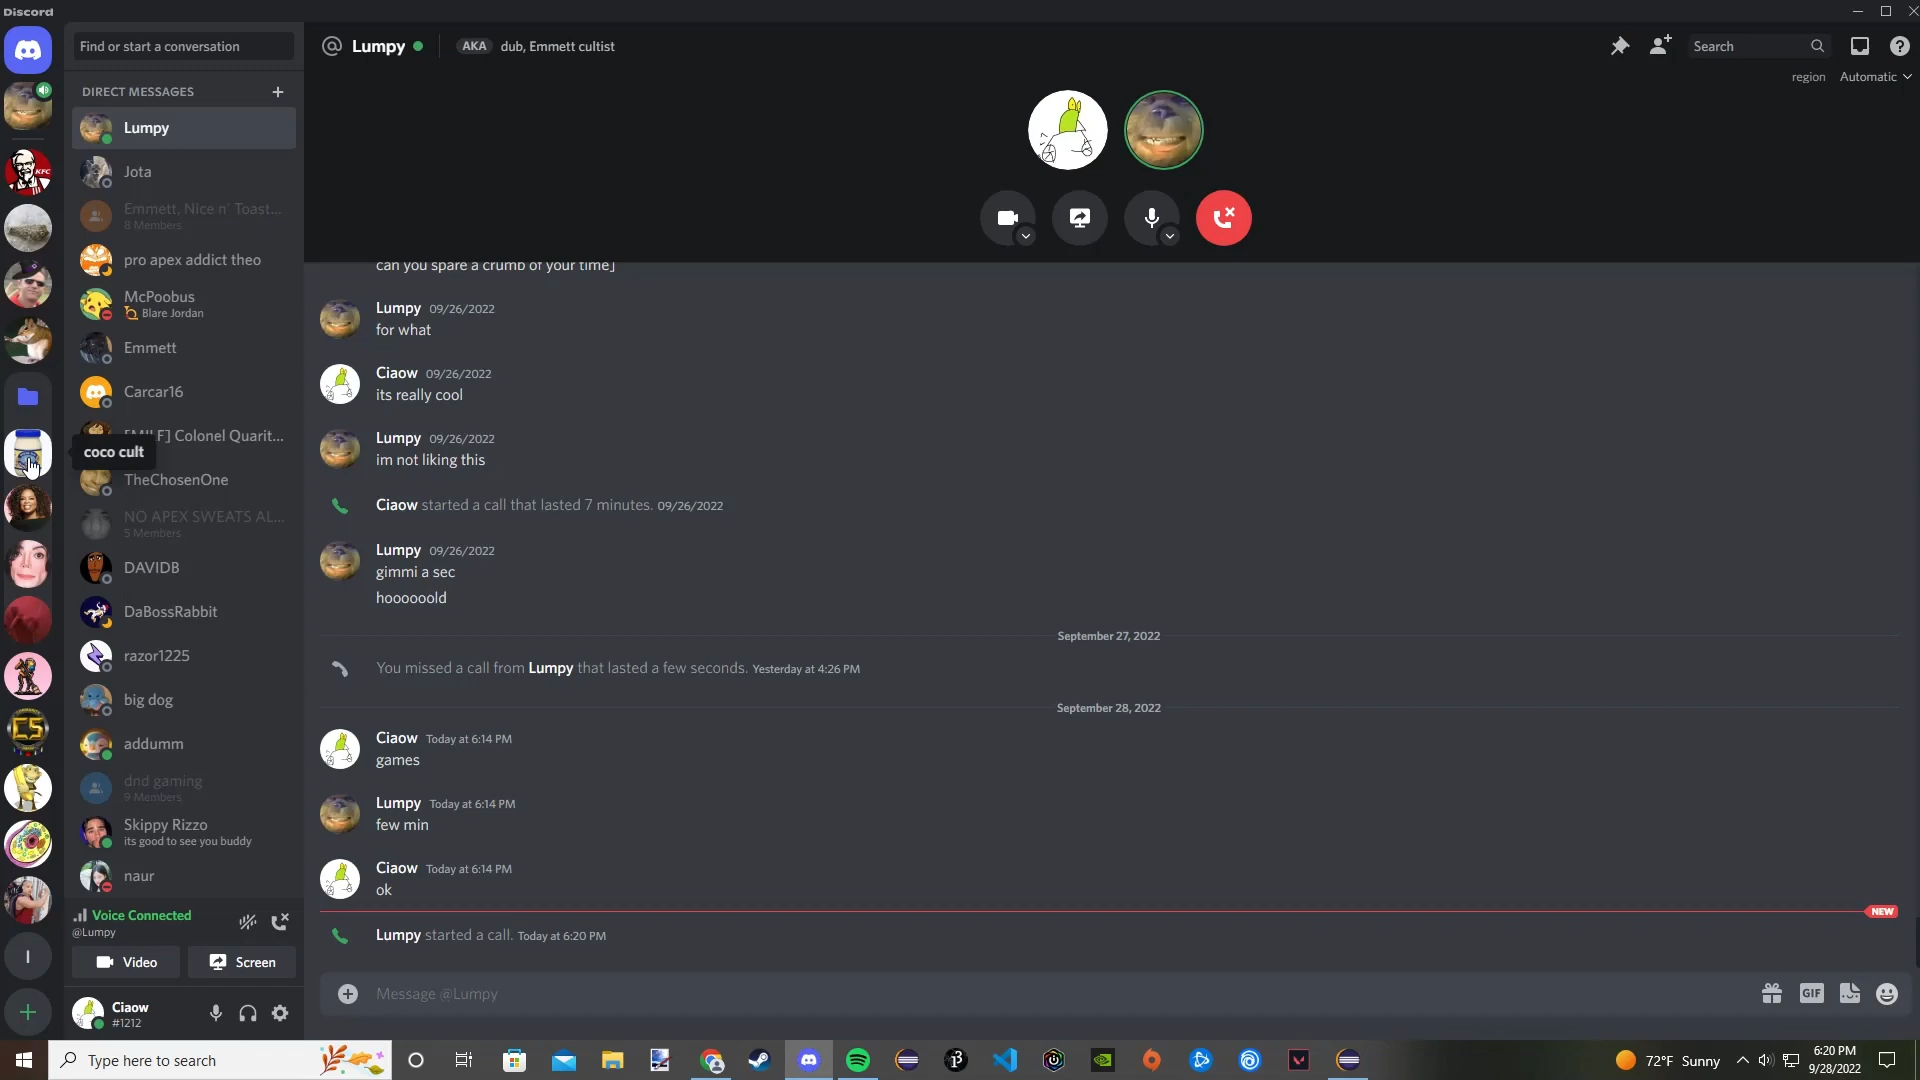 Discord
Find or start a conversation
DIRECT MESSAGES
Lumpy
Jota
Emmett, Nice n' Toast...
8 Members
pro apex addict theo
McPoobus
Blare Jordan
Emmett
Carcar16
Colonel Quarit...
coco cult
TheChosenOne
NO APEX SWEATS AL...
5 Members
DAVIDB
DaBossRabbit
razor1225
big dog
addumm
dnd gaming
9 Members
Skippy Rizzo
its good to see you buddy
naur
Voice Connected
@Lumpy
Video
Screen
Ciaow
#1212
KFC
CS
I
@ Lumpy
AKA dub, Emmett cultist
Search
region Automatic
can you spare a crumb of your time]
Lumpy 09/26/2022
for what
Ciaow 09/26/2022
its really cool
Lumpy 09/26/2022
im not liking this
Ciaow started a call that lasted 7 minutes. 09/26/2022
Lumpy 09/26/2022
gimmi a sec
hoooooold
September 27, 2022
You missed a call from Lumpy that lasted a few seconds. Yesterday at 4:26 PM
September 28, 2022
Ciaow Today at 6:14 PM
games
Lumpy Today at 6:14 PM
few min
Ciaow Today at 6:14 PM
ok
NEW
Lumpy started a call. Today at 6:20 PM
Message @Lumpy
GIF
Type here to search
72°F Sunny
6:20 PM
9/28/2022